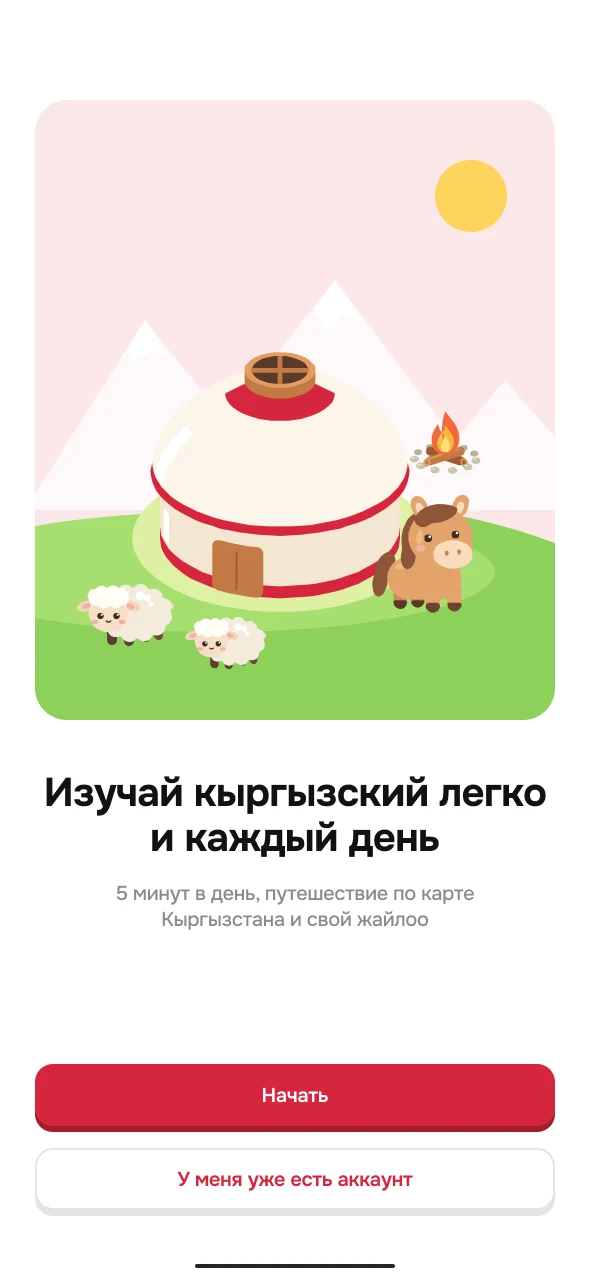 Изучай кыргызский легко
и каждый день
5 минут в день, путешествие по карте
Кыргызстана и свой жайлоо
Начать
У меня уже есть аккаунт